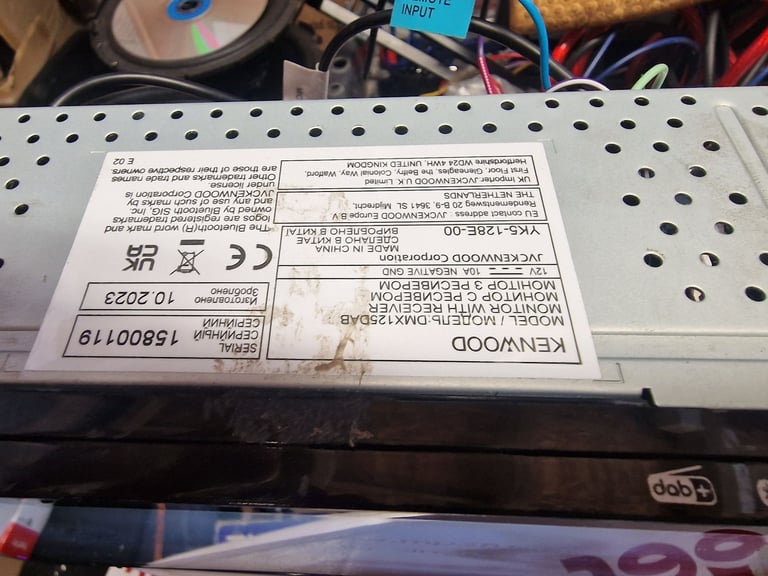 KENWOOD
MODEL / МОДЕЛЬ:DMX125DAB
MONITOR WITH RECEIVER
МОНИТОР С РЕСИВЕРОМ
МОНІТОР З РЕСИВЕРОМ
12V 10A NEGATIVE GND
JVCKENWOOD Corporation
MADE IN CHINA
СДЕЛАНО В КИТАЕ
ВИРОБЛЕНО В КИТАЇ
YK5-128E-00
EU contact address : JVCKENWOOD Europe B.V.
Rendementsweg 20 B-9, 3641 SL Mijdrecht,
THE NETHERLANDS
UK Importer JVCKENWOOD U.K. Limited
First Floor, Gleneagles, the Belfry, Colonial Way, Watford,
Hertfordshire WD24 4WH, UNITED KINGDOM
SERIAL
СЕРИЙНЫЙ
СЕРІЙНИЙ
15800119
Изготовлено
Зроблено
10.2023
CE
UK
CA
The Bluetooth(R) word mark and
logos are registered trademarks
owned by Bluetooth SIG, Inc.
and any use of such marks by
JVCKENWOOD Corporation is
under license.
Other trademarks and trade names
are those of their respective owners.
E 02
REMOTE
INPUT
dab+